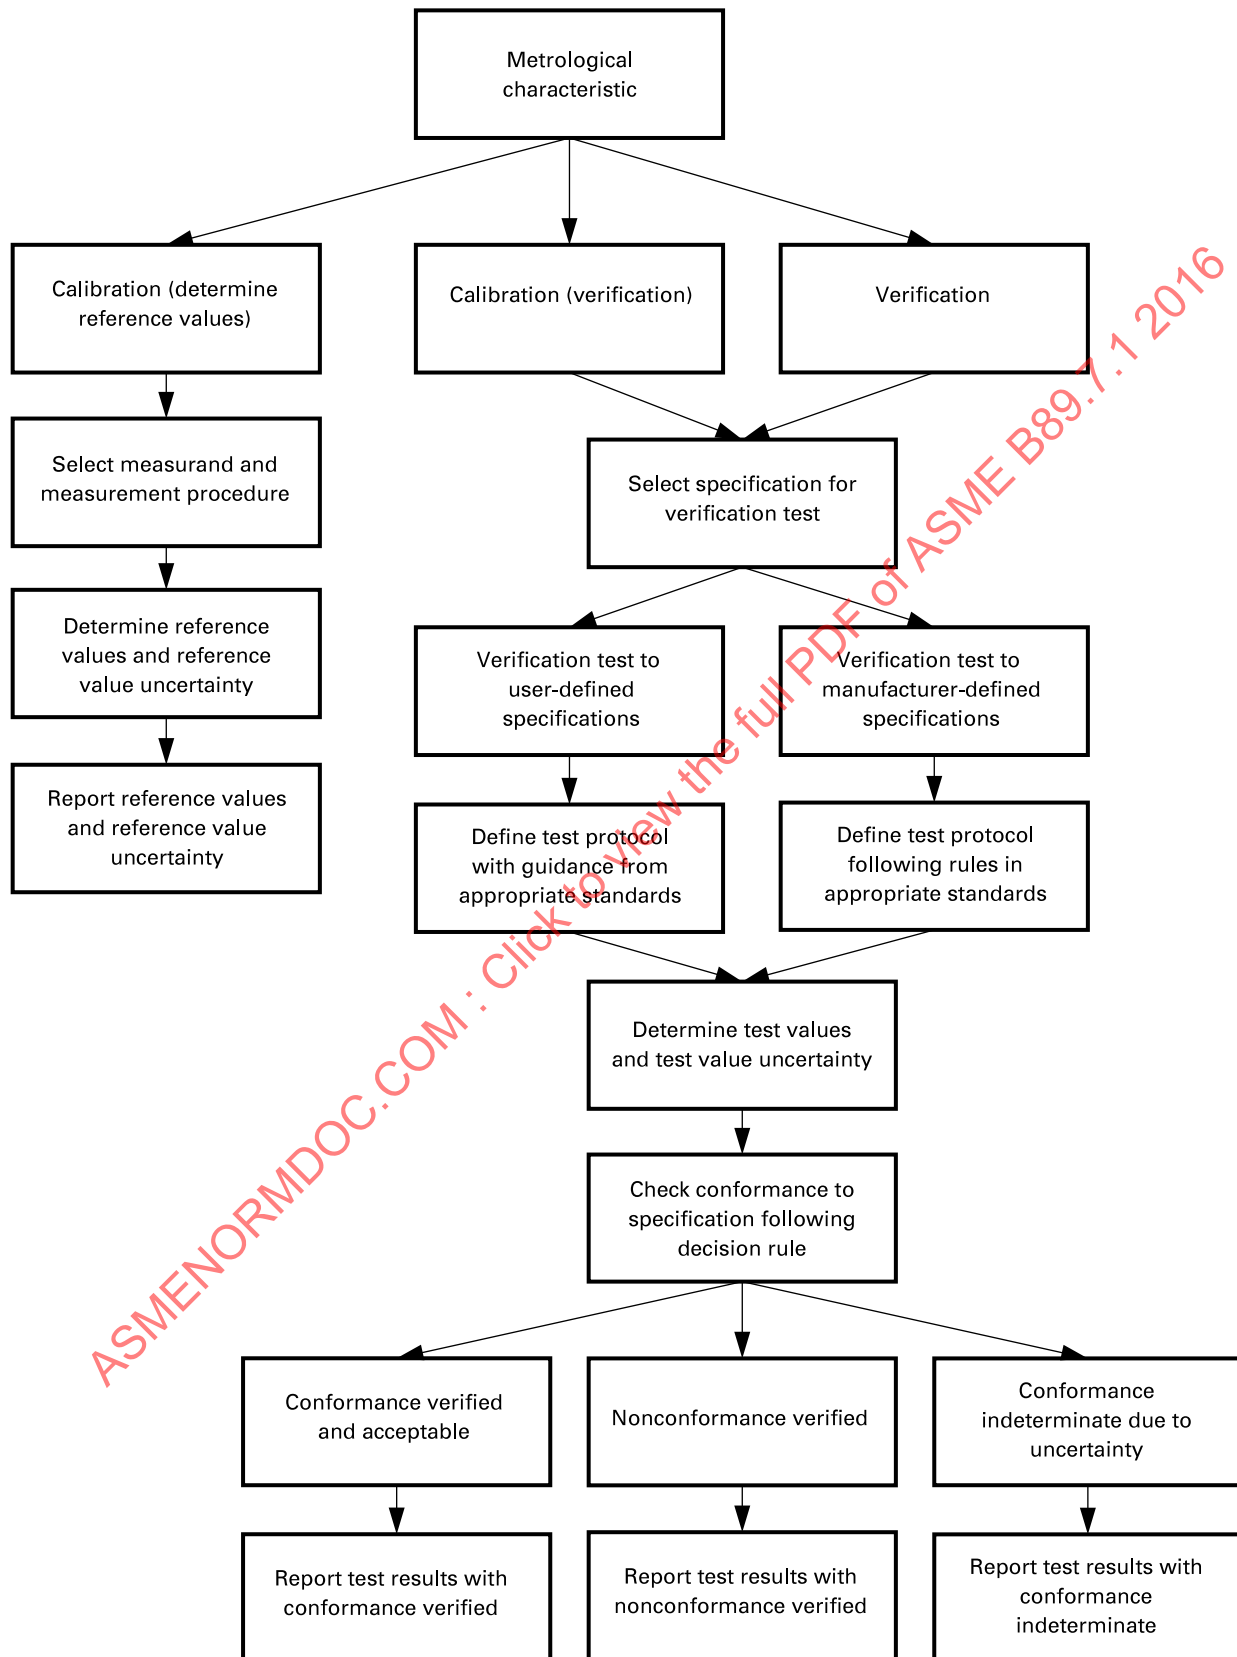 Metrological
characteristic
Calibration (determine
reference values)
Calibration (verification)
Verification
Select measurand and
measurement procedure
Select specification for
verification test
Determine reference
values and reference
value uncertainty
Verification test to
user-defined
specifications
Verification test to
manufacturer-defined
specifications
Report reference values
and reference value
uncertainty
Define test protocol
with guidance from
appropriate standards
Define test protocol
following rules in
appropriate standards
Determine test values
and test value uncertainty
Check conformance to
specification following
decision rule
Conformance verified
and acceptable
Nonconformance verified
Conformance
indeterminate due to
uncertainty
Report test results with
conformance verified
Report test results with
nonconformance verified
Report test results with
conformance
indeterminate
ASMENORMDOC.COM : Click to view the full PDF of ASME B89.7.1 2016